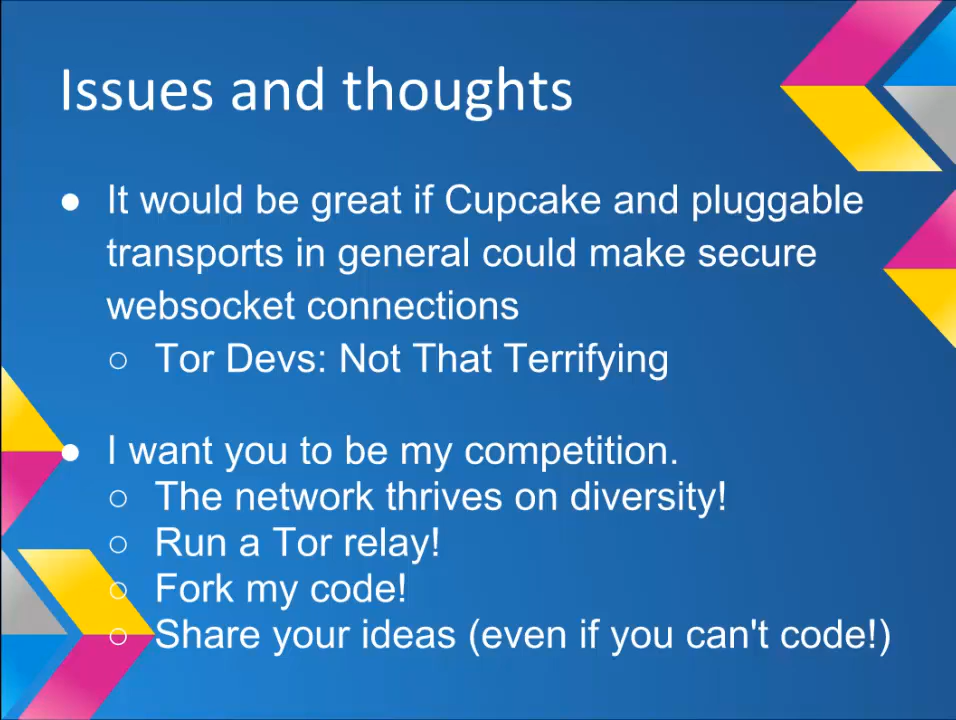 Issues and thoughts
● It would be great if Cupcake and pluggable
transports in general could make secure
websocket connections
○ Tor Devs: Not That Terrifying
● I want you to be my competition.
○ The network thrives on diversity!
○ Run a Tor relay!
○ Fork my code!
○ Share your ideas (even if you can't code!)